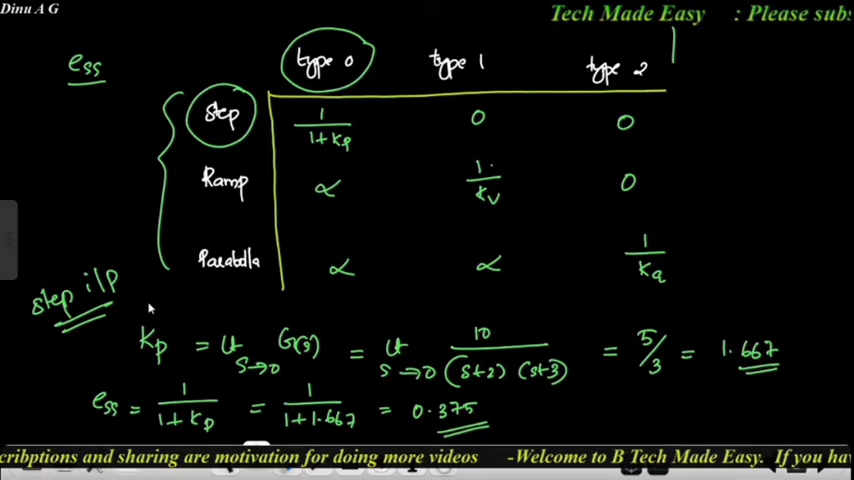 Dinu A G
Tech Made Easy : Please subs
ess type 0 type 1 type 2
Step 1/(1+Kp) 0 0
Ramp ∝ 1/Kv 0
Parabola ∝ ∝ 1/Ka
Step i/p
Kp = Lt S→0 G(s) = Lt S→0 10/((S+2)(S+3)) = 5/3 = 1.667
ess = 1/(1+Kp) = 1/(1+1.667) = 0.375
scribptions and sharing are motivation for doing more videos -Welcome to B Tech Made Easy. If you hav